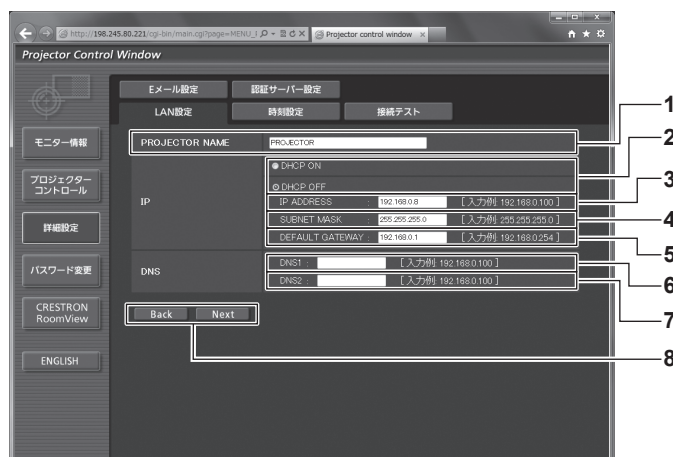 http://198.245.80.221/cgi-bin/main.cgi?page=MENU_I
Projector control window
Projector Control Window
Eメール設定 認証サーバー設定
LAN設定 時刻設定 接続テスト
モニター情報
プロジェクター
コントロール
詳細設定
パスワード変更
CRESTRON
RoomView
ENGLISH
PROJECTOR NAME PROJECTOR
IP
DHCP ON
DHCP OFF
IP ADDRESS : 192.168.0.8 [入力例: 192.168.0.100]
SUBNET MASK : 255.255.255.0 [入力例: 255.255.255.0]
DEFAULT GATEWAY : 192.168.0.1 [入力例: 192.168.0.254]
DNS
DNS1 : [入力例: 192.168.0.100]
DNS2 : [入力例: 192.168.0.100]
Back Next
1
2
3
4
5
6
7
8